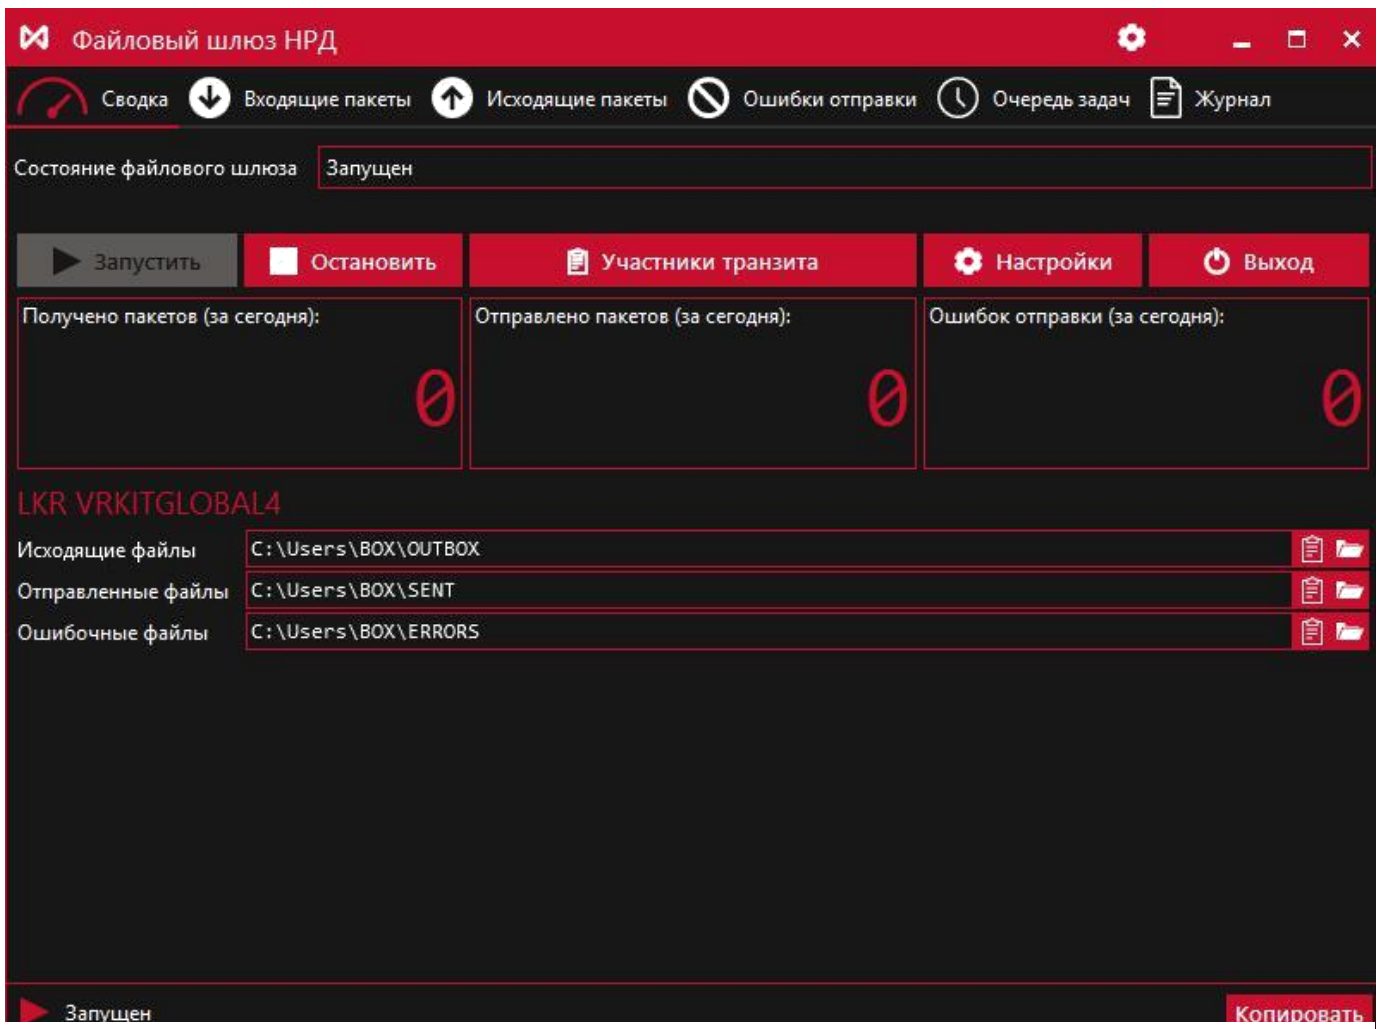 Файловый шлюз НРД
Сводка Входящие пакеты Исходящие пакеты Ошибки отправки Очередь задач Журнал
Состояние файлового шлюза Запущен
Запустить Остановить Участники транзита Настройки Выход
Получено пакетов (за сегодня): Отправлено пакетов (за сегодня): Ошибок отправки (за сегодня):
0 0 0
LKR VRKITGLOBAL4
Исходящие файлы C:\Users\BOX\OUTBOX
Отправленные файлы C:\Users\BOX\SENT
Ошибочные файлы C:\Users\BOX\ERRORS
Запущен Копировать